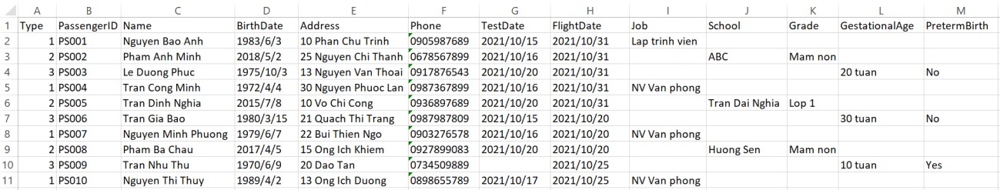 A B C D E F G H I J K L M
1 Type PassengerID Name BirthDate Address Phone TestDate FlightDate Job School Grade GestationalAge PretermBirth
2 1 PS001 Nguyen Bao Anh 1983/6/3 10 Phan Chu Trinh 0905987689 2021/10/15 2021/10/31 Lap trinh vien
3 2 PS002 Pham Anh Minh 2018/5/2 25 Nguyen Chi Thanh 0678567899 2021/10/16 2021/10/31 ABC Mam non
4 3 PS003 Le Duong Phuc 1975/10/3 13 Nguyen Van Thoai 0917876543 2021/10/20 2021/10/31 20 tuan No
5 1 PS004 Tran Cong Minh 1972/4/4 30 Nguyen Phuoc Lan 0987367899 2021/10/16 2021/10/31 NV Van phong
6 2 PS005 Tran Dinh Nghia 2015/7/8 10 Vo Chi Cong 0936897689 2021/10/20 2021/10/31 Tran Dai Nghia Lop 1
7 3 PS006 Tran Gia Bao 1980/3/15 21 Quach Thi Trang 0987987809 2021/10/15 2021/10/20 30 tuan No
8 1 PS007 Nguyen Minh Phuong 1979/6/7 22 Bui Thien Ngo 0903276578 2021/10/16 2021/10/20 NV Van phong
9 2 PS008 Pham Ba Chau 2017/4/5 15 Ong Ich Khiem 0927899083 2021/10/20 2021/10/20 Huong Sen Mam non
10 3 PS009 Tran Nhu Thu 1970/6/9 20 Dao Tan 0734509889 2021/10/25 10 tuan Yes
11 1 PS010 Nguyen Thi Thuy 1989/4/2 13 Ong Ich Duong 0898655789 2021/10/17 2021/10/25 NV Van phong